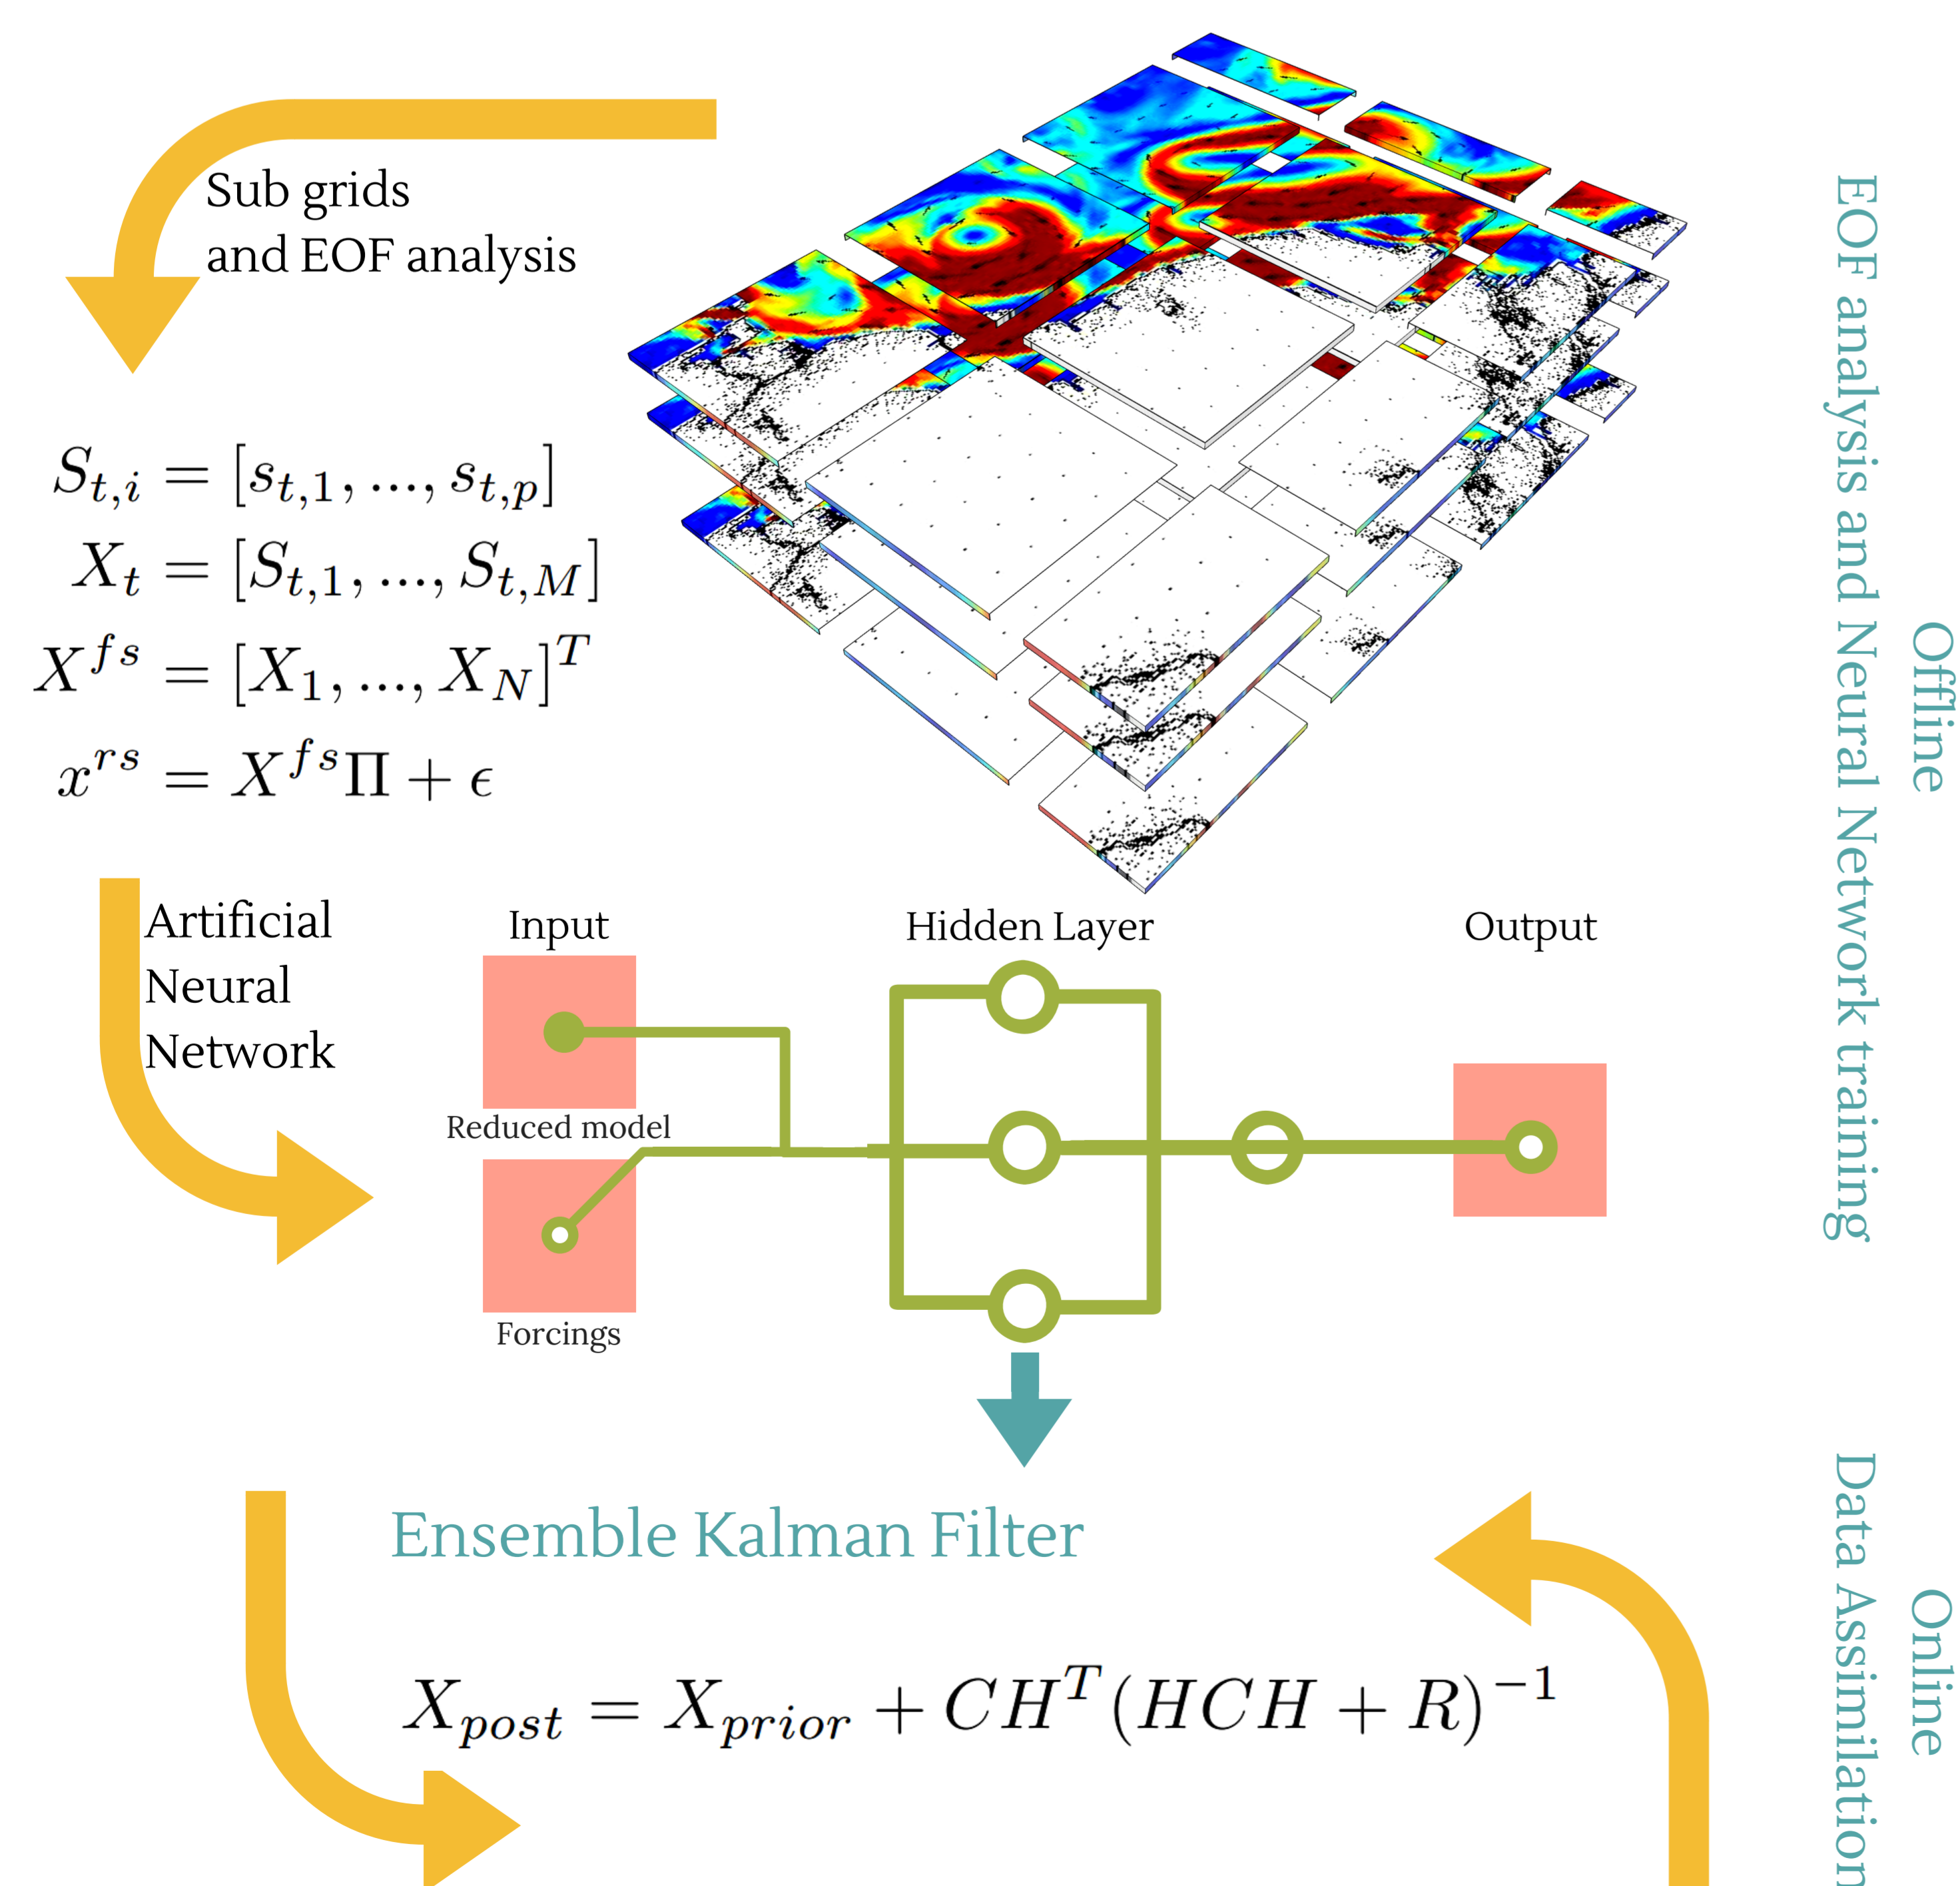 Sub grids
and EOF analysis
S_{t,i} = [s_{t,1}, ..., s_{t,p}]
X_t = [S_{t,1}, ..., S_{t,M}]
X^{fs} = [X_1, ..., X_N]^T
x^{rs} = X^{fs}Π + ϵ
Artificial
Neural
Network
Input
Hidden Layer
Output
Reduced model
Forcings
Offline
EOF analysis and Neural Network training
Ensemble Kalman Filter
X_{post} = X_{prior} + CH^T(HCH + R)^{-1}
Online
Data Assimilation